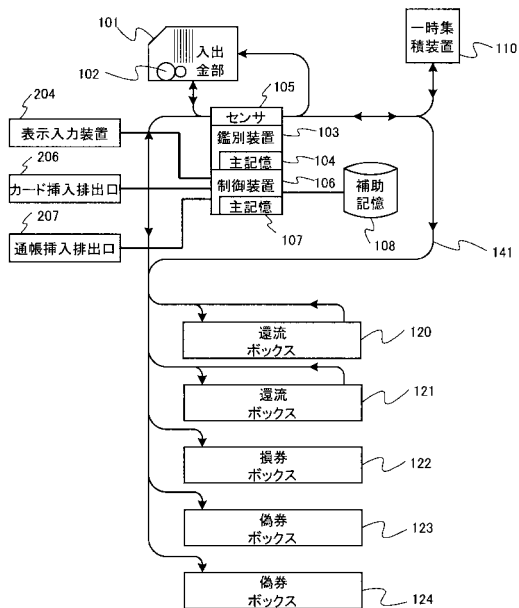 101
入出
金部
102
105
センサ
103
鑑別装置
主記憶
104
制御装置
106
主記憶
107
一時集
積装置
110
204
表示入力装置
206
カード挿入排出口
207
通帳挿入排出口
補助
記憶
108
141
還流
ボックス
120
還流
ボックス
121
損券
ボックス
122
偽券
ボックス
123
偽券
ボックス
124